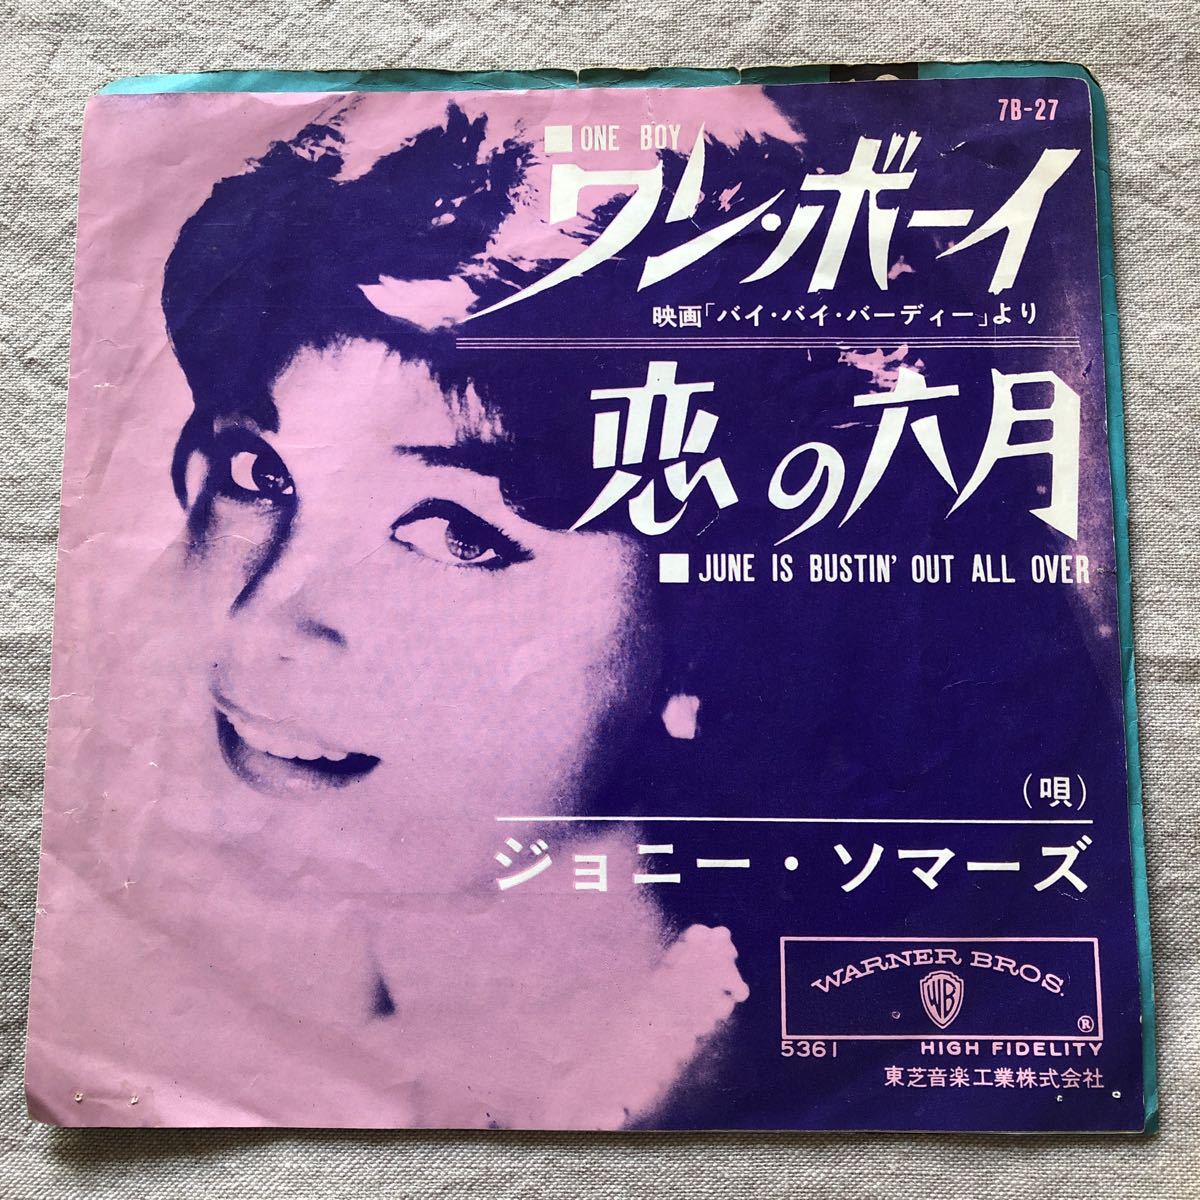 7B-27
■ ONE BOY
ワン・ボーイ
映画「バイ・バイ・バーディー」より
恋の六月
■ JUNE IS BUSTIN' OUT ALL OVER
(唄)
ジョニー・ソマーズ
WARNER BROS.
WB
®
5361 HIGH FIDELITY
東芝音楽工業株式会社